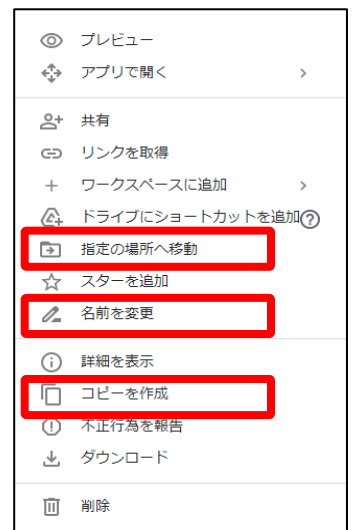 プレビュー
アプリで開く
共有
リンクを取得
ワークスペースに追加
ドライブにショートカットを追加
指定の場所へ移動
スターを追加
名前を変更
詳細を表示
コピーを作成
不正行為を報告
ダウンロード
削除